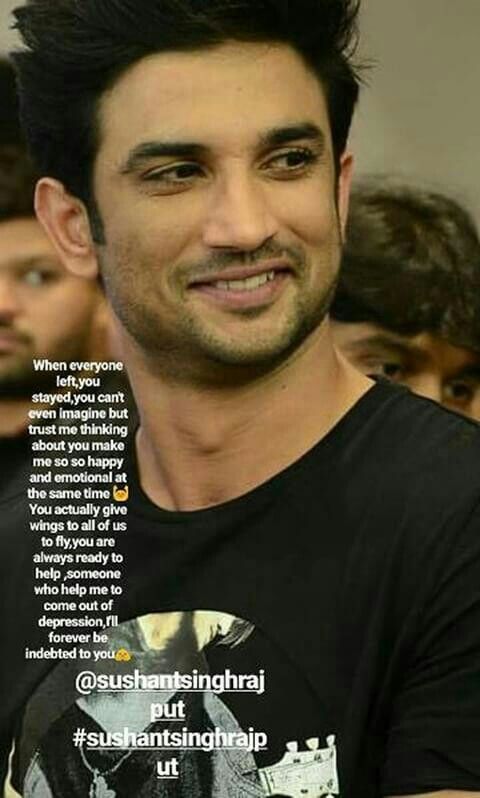 When everyone
left,you
stayed,you can't
even imagine but
trust me thinking
about you make
me so so happy
and emotional at
the same time
You actually give
wings to all of us
to fly,you are
always ready to
help ,someone
who help me to
come out of
depression,I'll
forever be
indebted to you
@sushantsinghraj
put
#sushantsinghrajp
ut